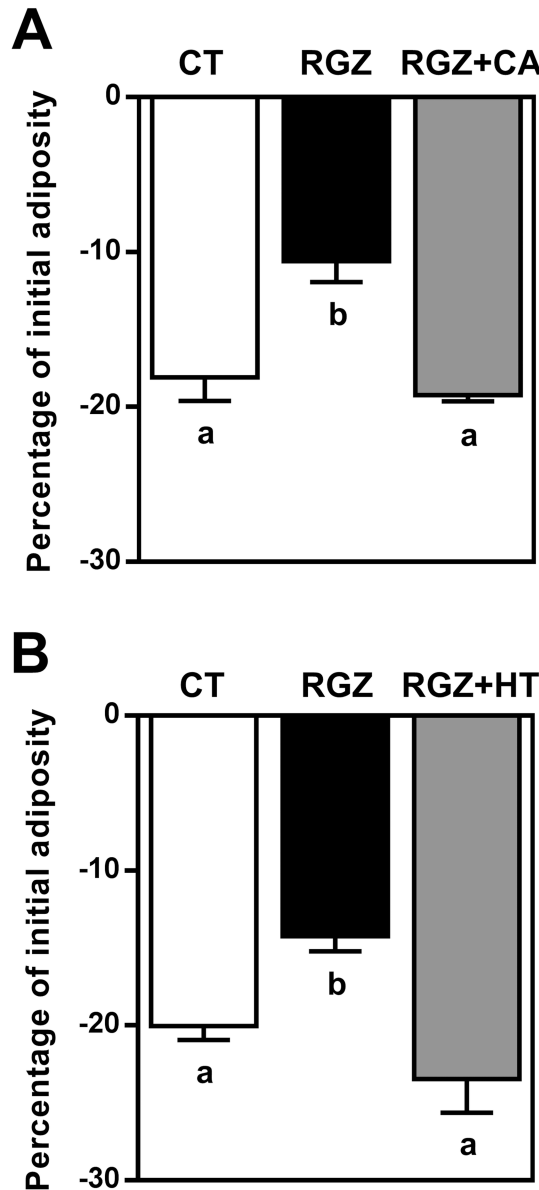 A
CT RGZ RGZ+CA
Percentage of initial adiposity
0
-10
-20
-30
a
b
a
B
CT RGZ RGZ+HT
Percentage of initial adiposity
0
-10
-20
-30
a
b
a